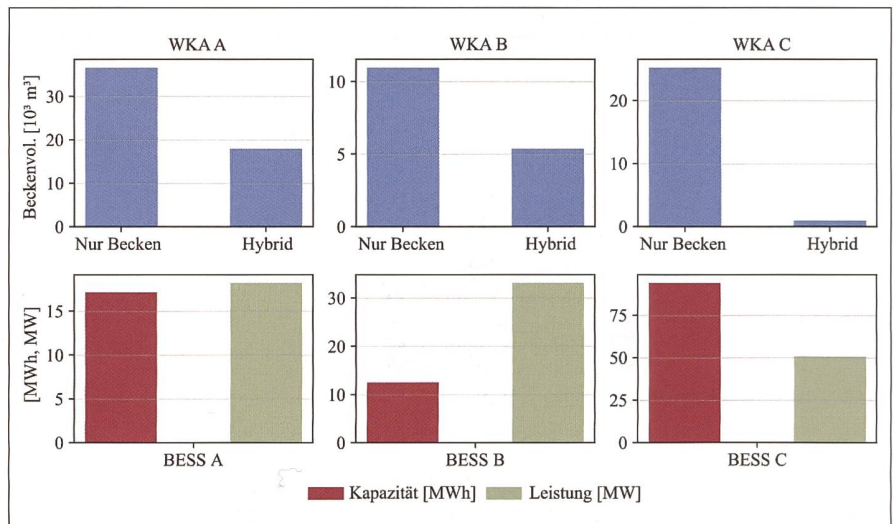 WKA A
WKA B
WKA C
Beckenvol. [10³ m³]
30
20
10
0
10
5
0
20
10
0
Nur Becken
Hybrid
Nur Becken
Hybrid
Nur Becken
Hybrid
[MWh, MW]
15
10
5
0
30
20
10
0
75
50
25
0
BESS A
BESS B
BESS C
Kapazität [MWh]
Leistung [MW]